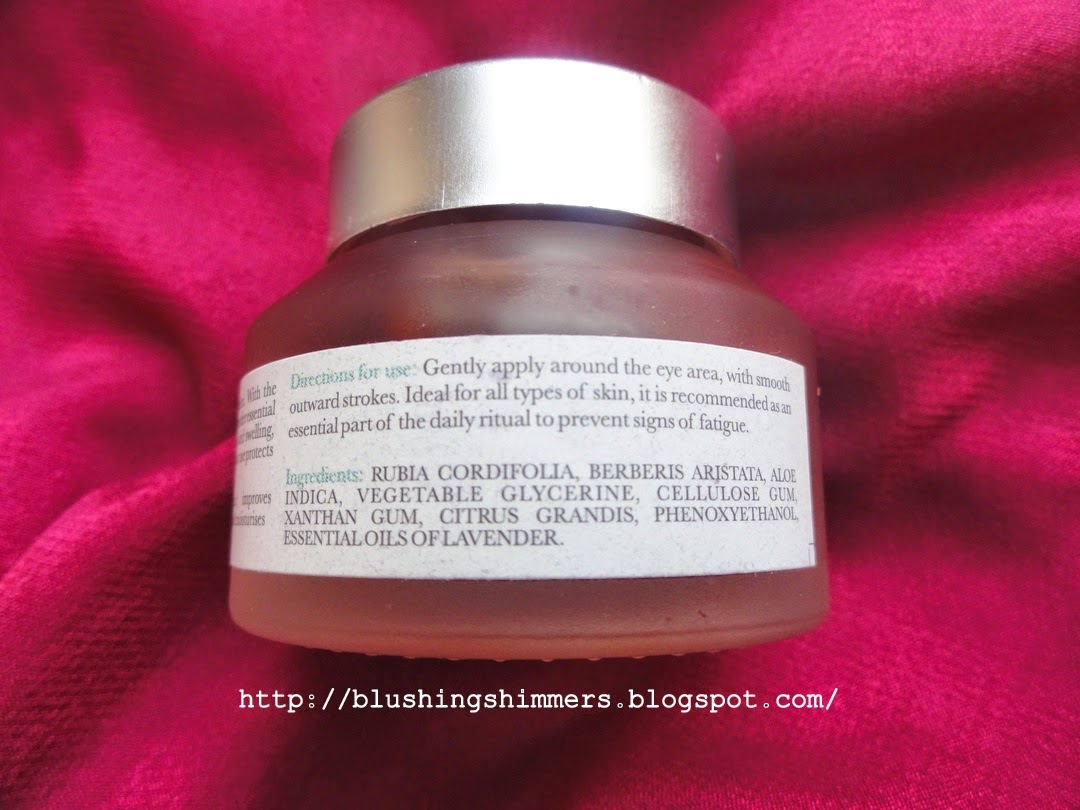 With the
essential
swelling,
protects
improves
moisturises
Directions for use: Gently apply around the eye area, with smooth
outward strokes. Ideal for all types of skin, it is recommended as an
essential part of the daily ritual to prevent signs of fatigue.
Ingredients: RUBIA CORDIFOLIA, BERBERIS ARISTATA, ALOE
INDICA, VEGETABLE GLYCERINE, CELLULOSE GUM,
XANTHAN GUM, CITRUS GRANDIS, PHENOXYETHANOL,
ESSENTIAL OILS OF LAVENDER.
http://blushingshimmers.blogspot.com/